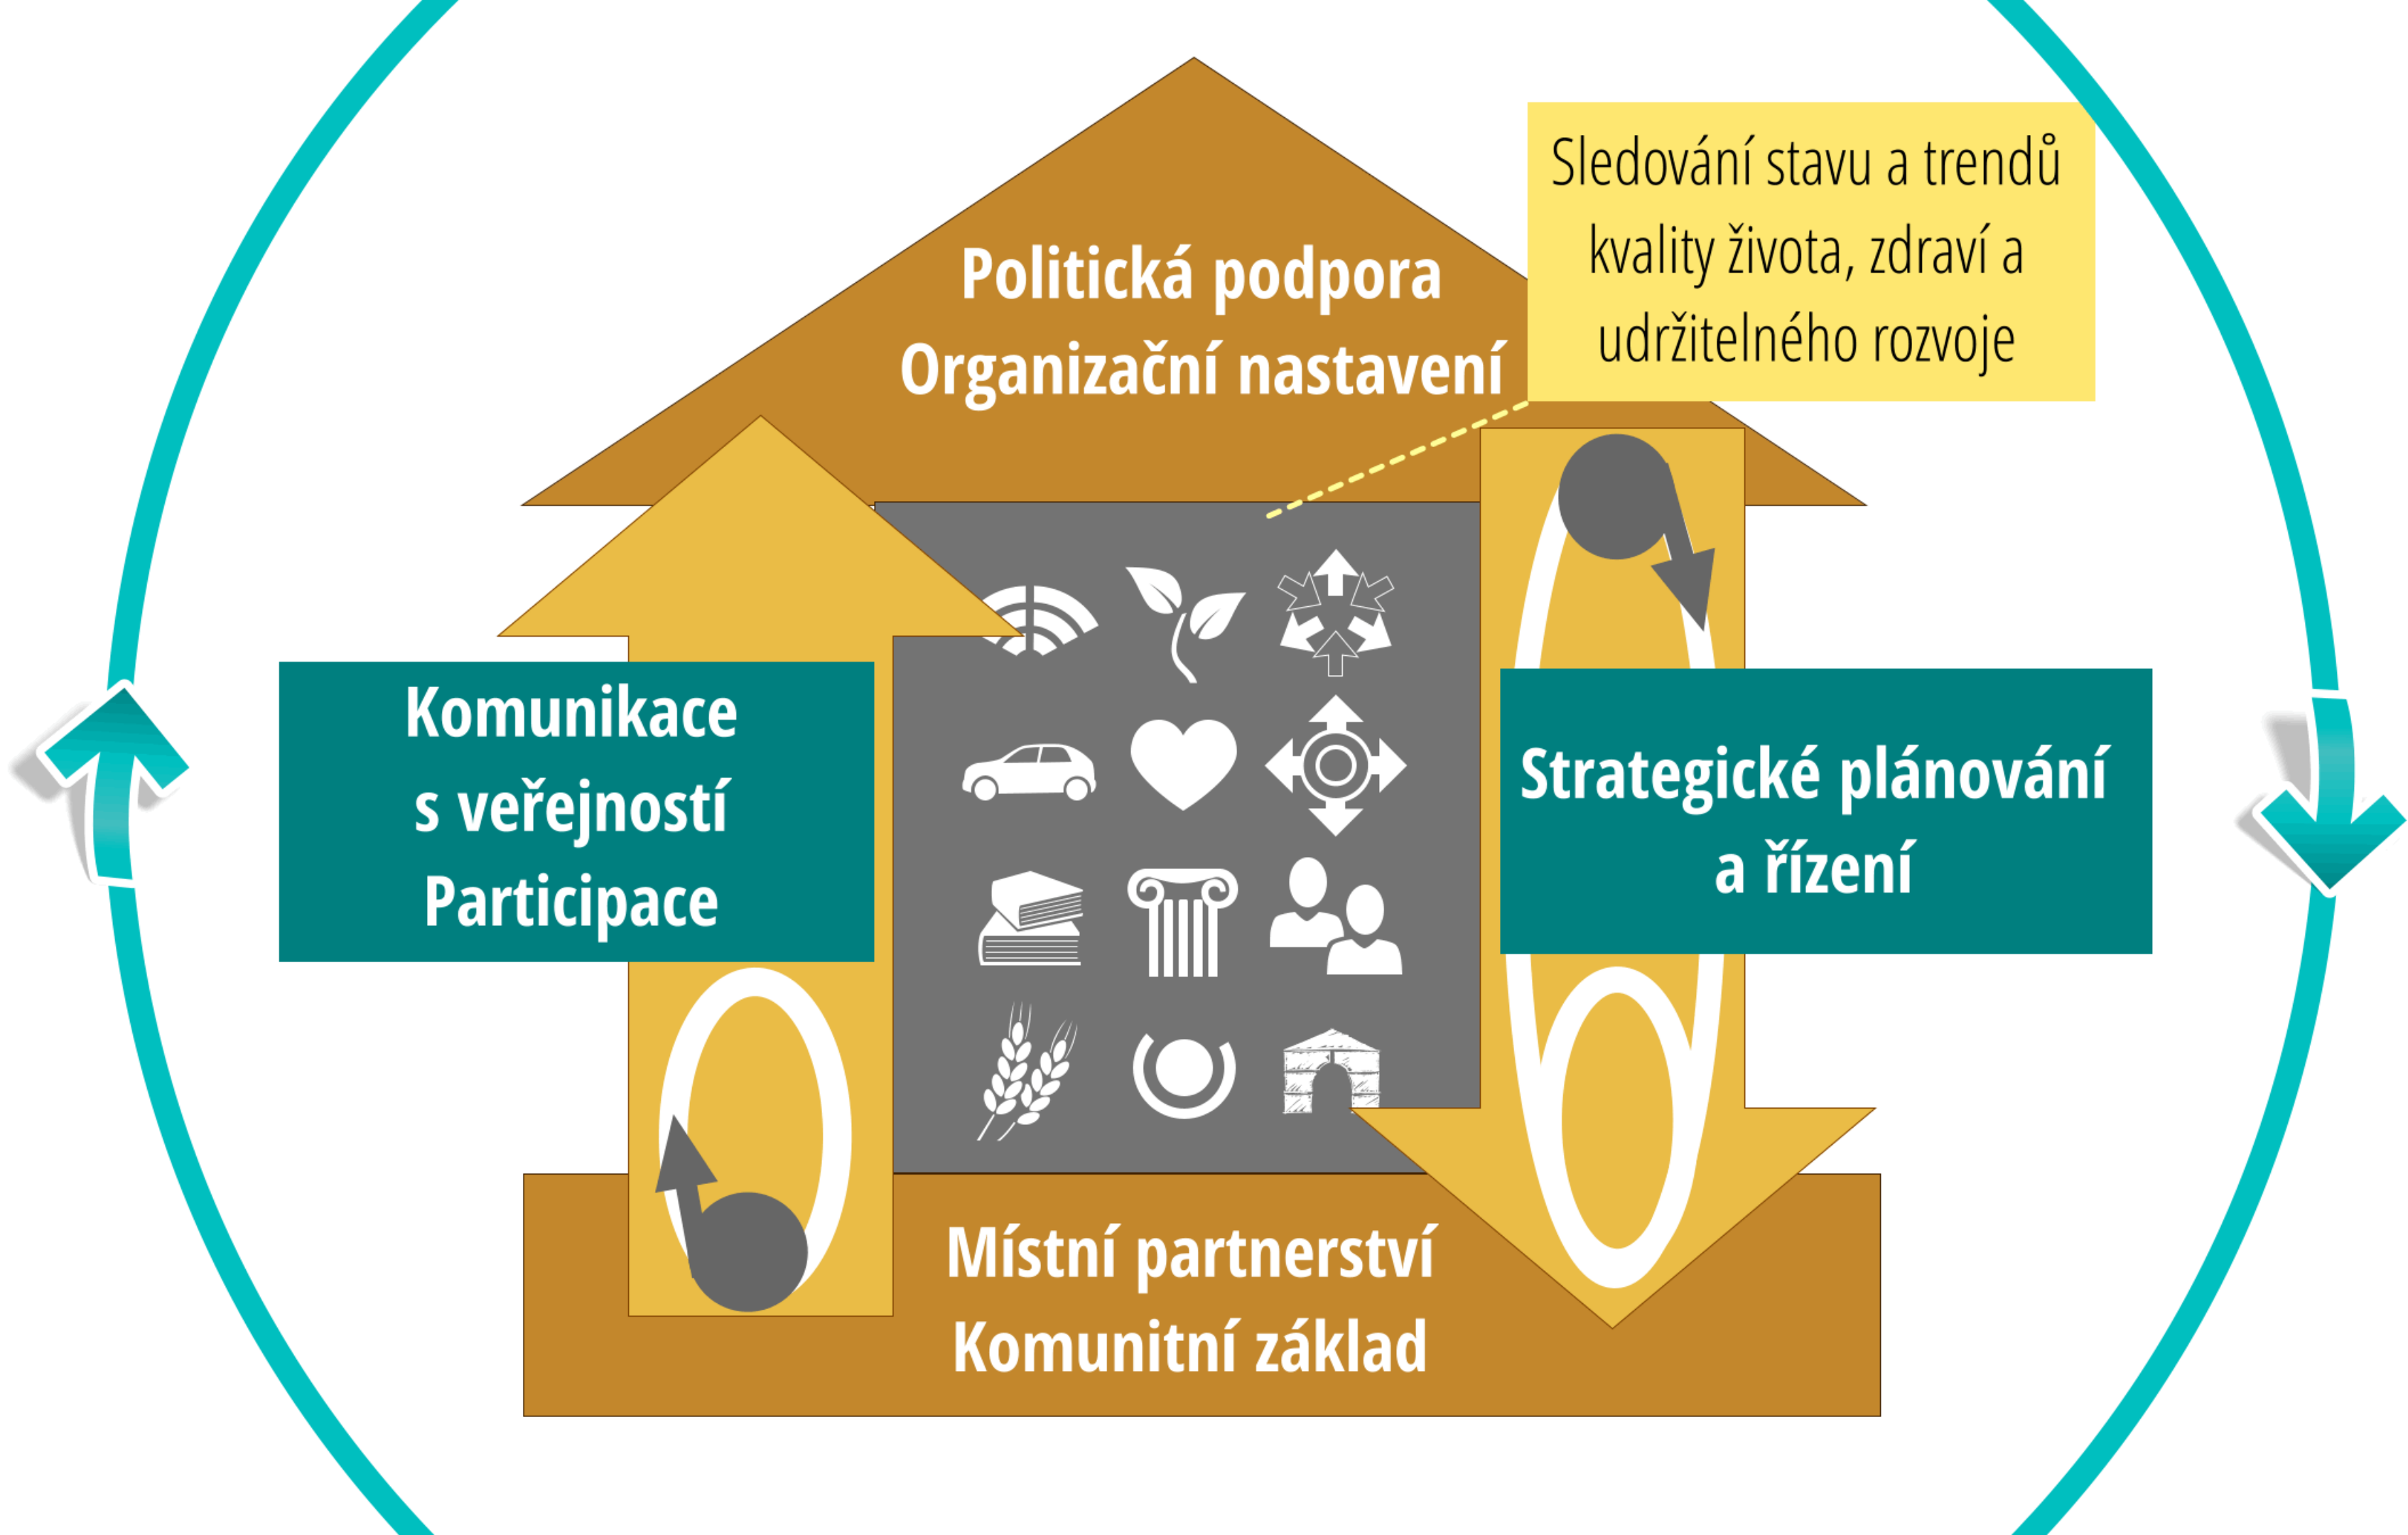 Politická podpora
Organizační nastavení
Sledování stavu a trendů
kvality života, zdraví a
udržitelného rozvoje
Komunikace
s veřejností
Participace
Strategické plánování
a řízení
Místní partnerství
Komunitní základ